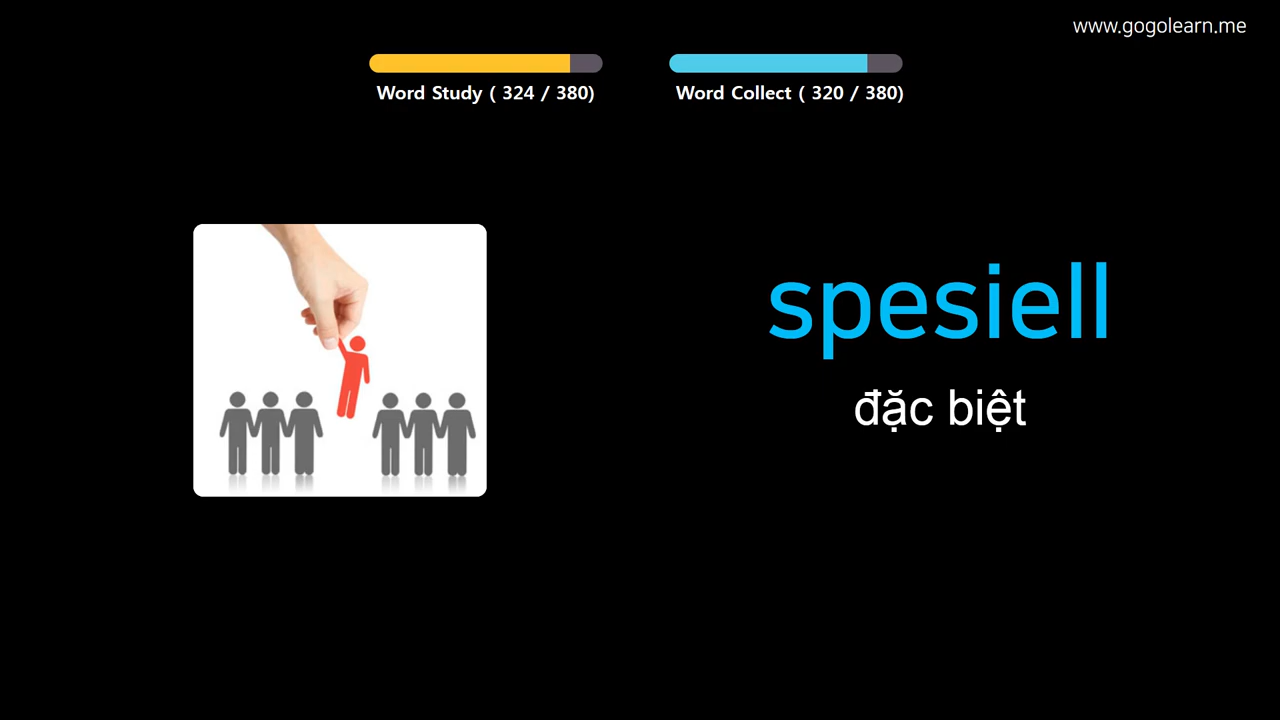 www.gogolearn.me
Word Study ( 324 / 380)
Word Collect ( 320 / 380)
spesiell
đặc biệt